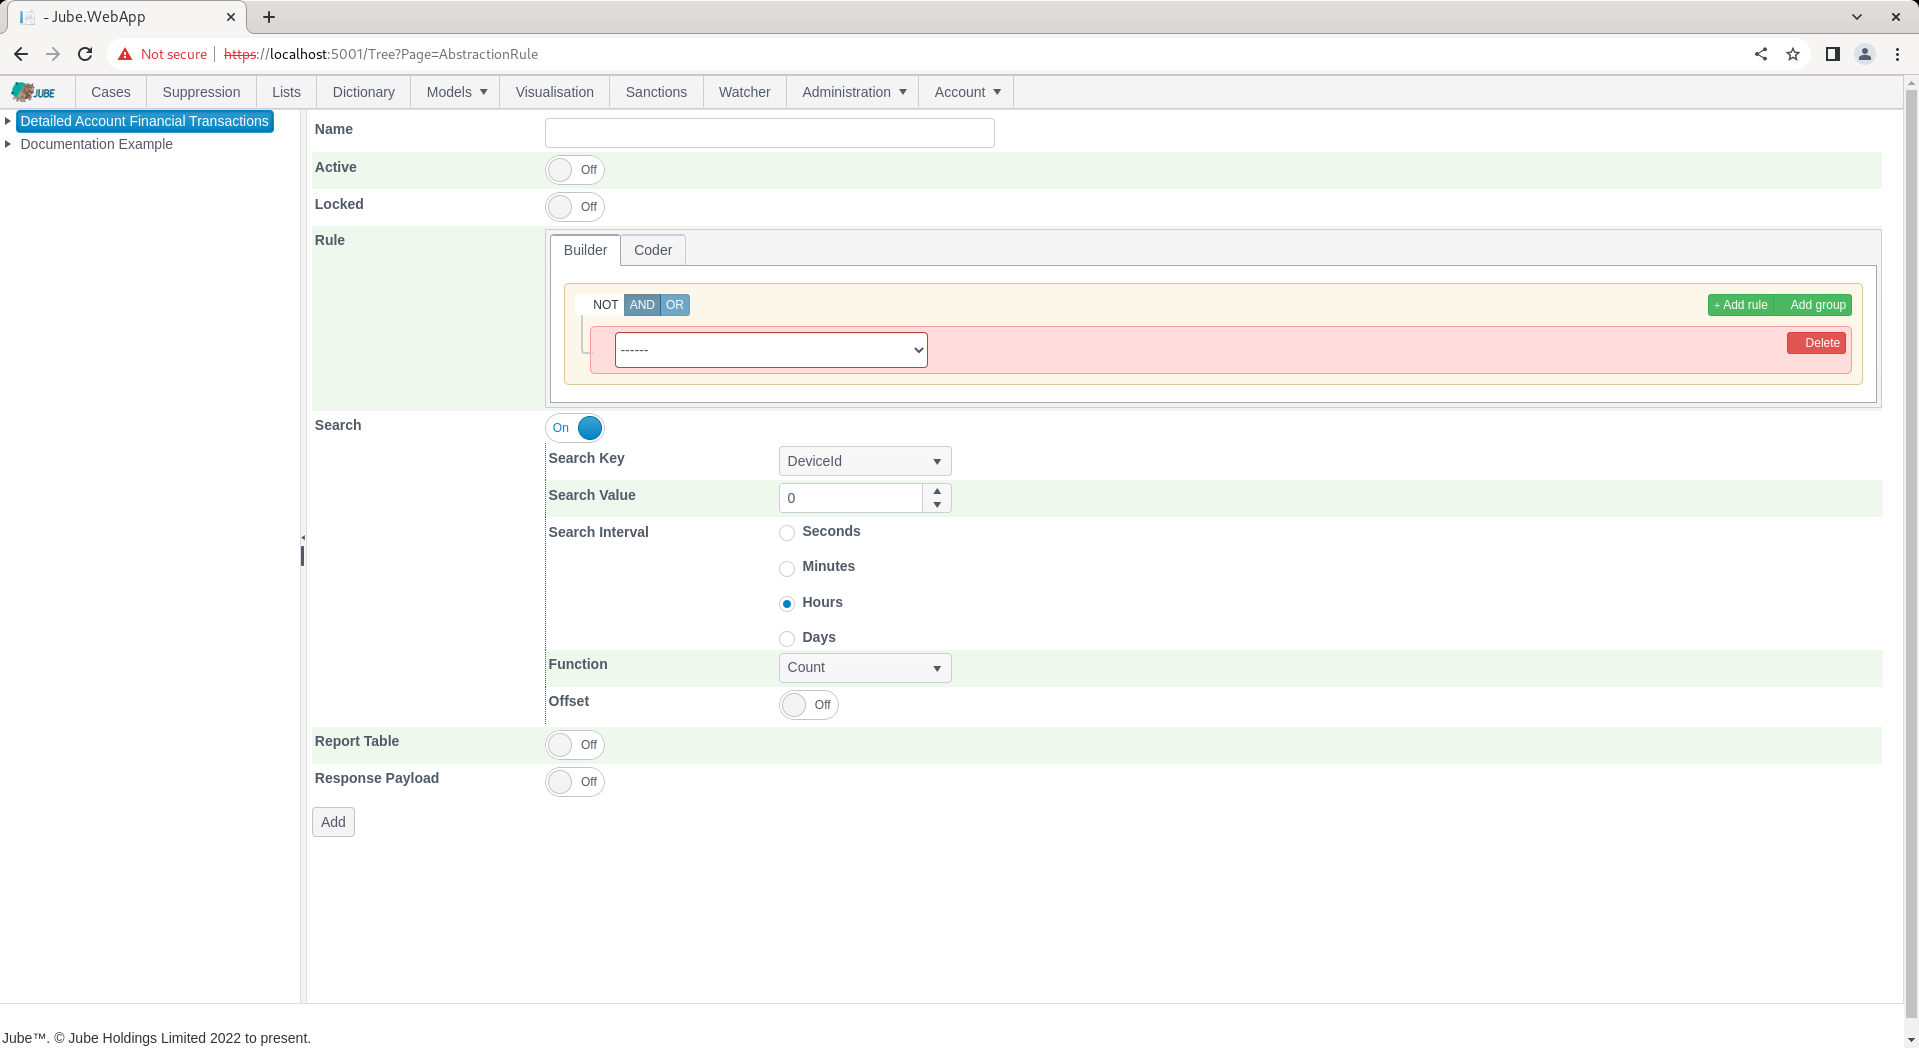 - Jube.WebApp
Not secure https://localhost:5001/Tree?Page=AbstractionRule
JUBE Cases Suppression Lists Dictionary Models Visualisation Sanctions Watcher Administration Account
Detailed Account Financial Transactions
Documentation Example
Name
Active Off
Locked Off
Rule
Builder Coder
NOT AND OR + Add rule Add group
------ Delete
Search On
Search Key DeviceId
Search Value 0
Search Interval Seconds
Minutes
Hours
Days
Function Count
Offset Off
Report Table Off
Response Payload Off
Add
Jube™. © Jube Holdings Limited 2022 to present.